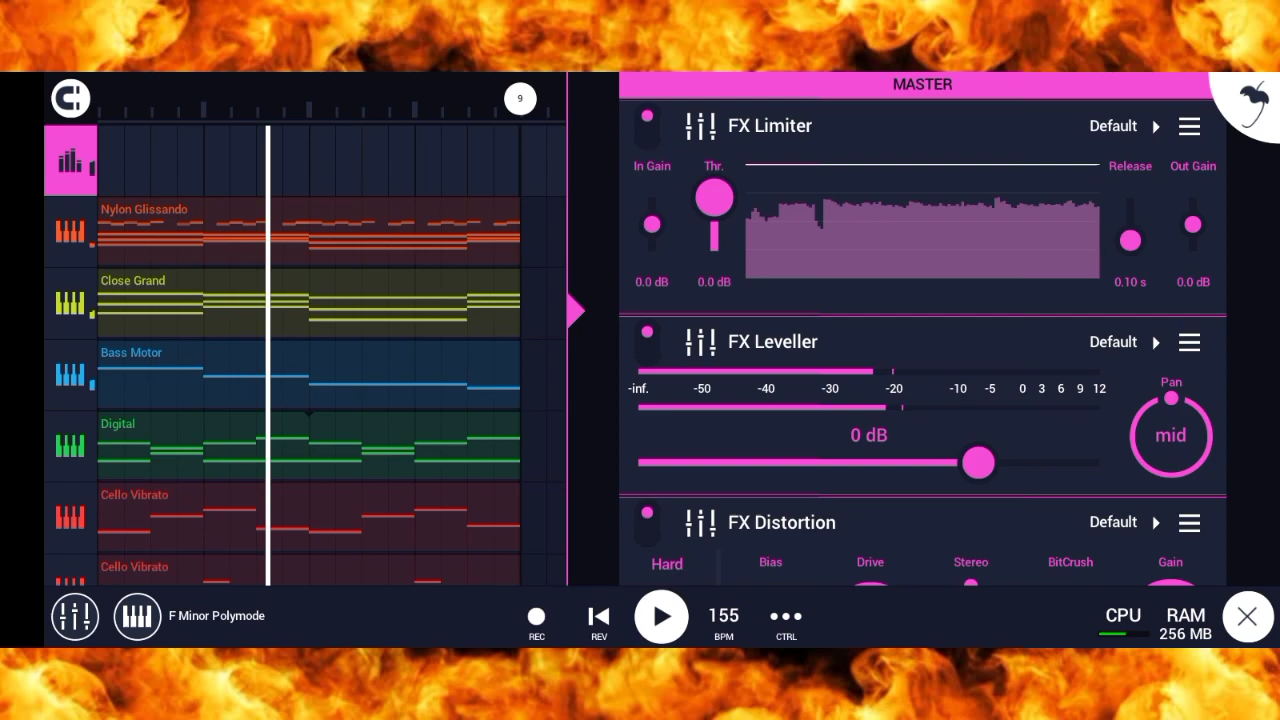 MASTER
9
FX Limiter
Default
In Gain Thr. Release Out Gain
0.0 dB 0.0 dB 0.10 s 0.0 dB
Nylon Glissando
Close Grand
Bass Motor
Digital
Cello Vibrato
Cello Vibrato
FX Leveller
Default
-inf. -50 -40 -30 -20 -10 -5 0 3 6 9 12
Pan
mid
0 dB
FX Distortion
Default
Hard Bias Drive Stereo BitCrush Gain
F Minor Polymode
REC
REV
155
BPM
CTRL
CPU RAM
256 MB